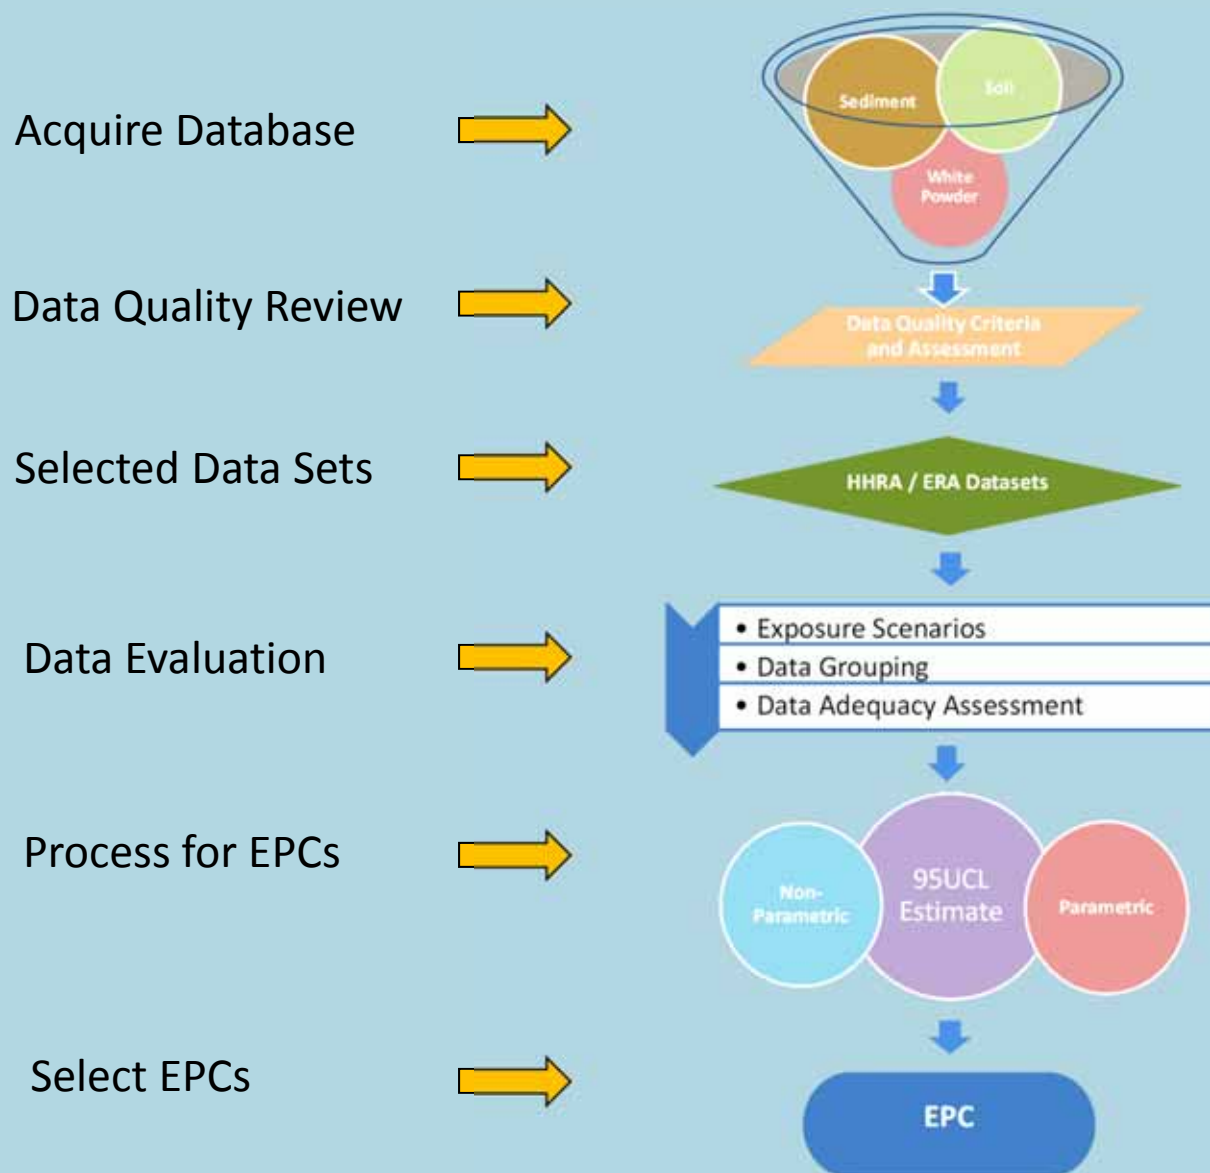 Acquire Database
Sediment
Soil
White
Powder
Data Quality Review
Data Quality Criteria
and Assessment
Selected Data Sets
HHRA / ERA Datasets
Data Evaluation
• Exposure Scenarios
• Data Grouping
• Data Adequacy Assessment
Process for EPCs
Non-
Parametric
95UCL
Estimate
Parametric
Select EPCs
EPC